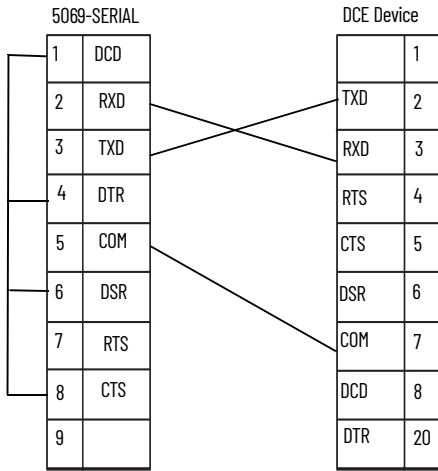 5069-SERIAL DCE Device
1 DCD 1
2 RXD TXD 2
3 TXD RXD 3
4 DTR RTS 4
5 COM CTS 5
6 DSR DSR 6
7 RTS COM 7
8 CTS DCD 8
9 DTR 20